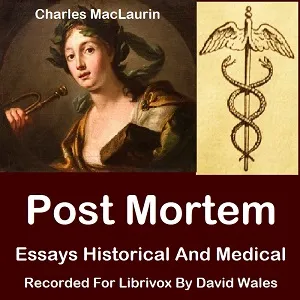 Charles MacLaurin
Post Mortem
Essays Historical And Medical
Recorded For Librivox By David Wales